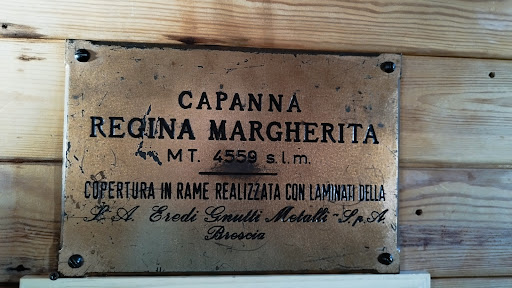 CAPANNA
REGINA MARGHERITA
MT. 4559 s.l.m.
COPERTURA IN RAME REALIZZATA CON LAMINATI DELLA
Eredi Gnutti Metalli S.p.A.
Brescia